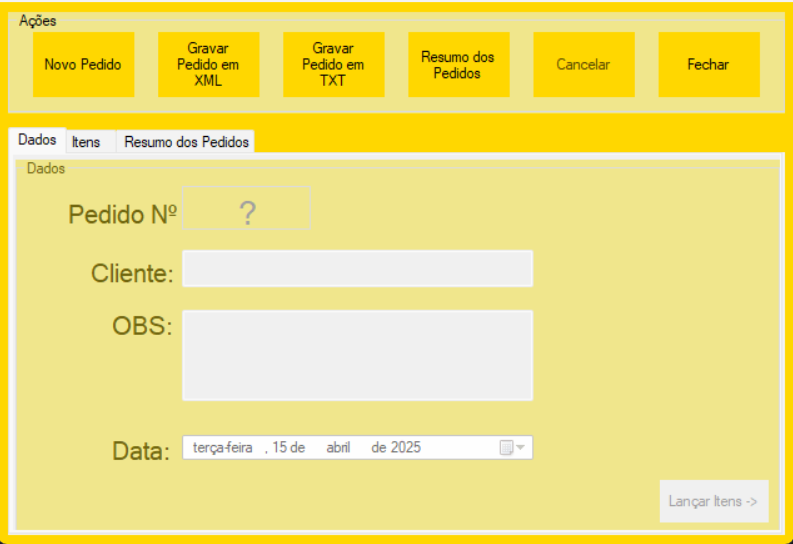 Ações
Novo Pedido
Gravar
Pedido em
XML
Gravar
Pedido em
TXT
Resumo dos
Pedidos
Cancelar
Fechar
Dados Itens Resumo dos Pedidos
Dados
Pedido Nº ?
Cliente:
OBS:
Data: terça-feira , 15 de abril de 2025
Lançar Itens ->